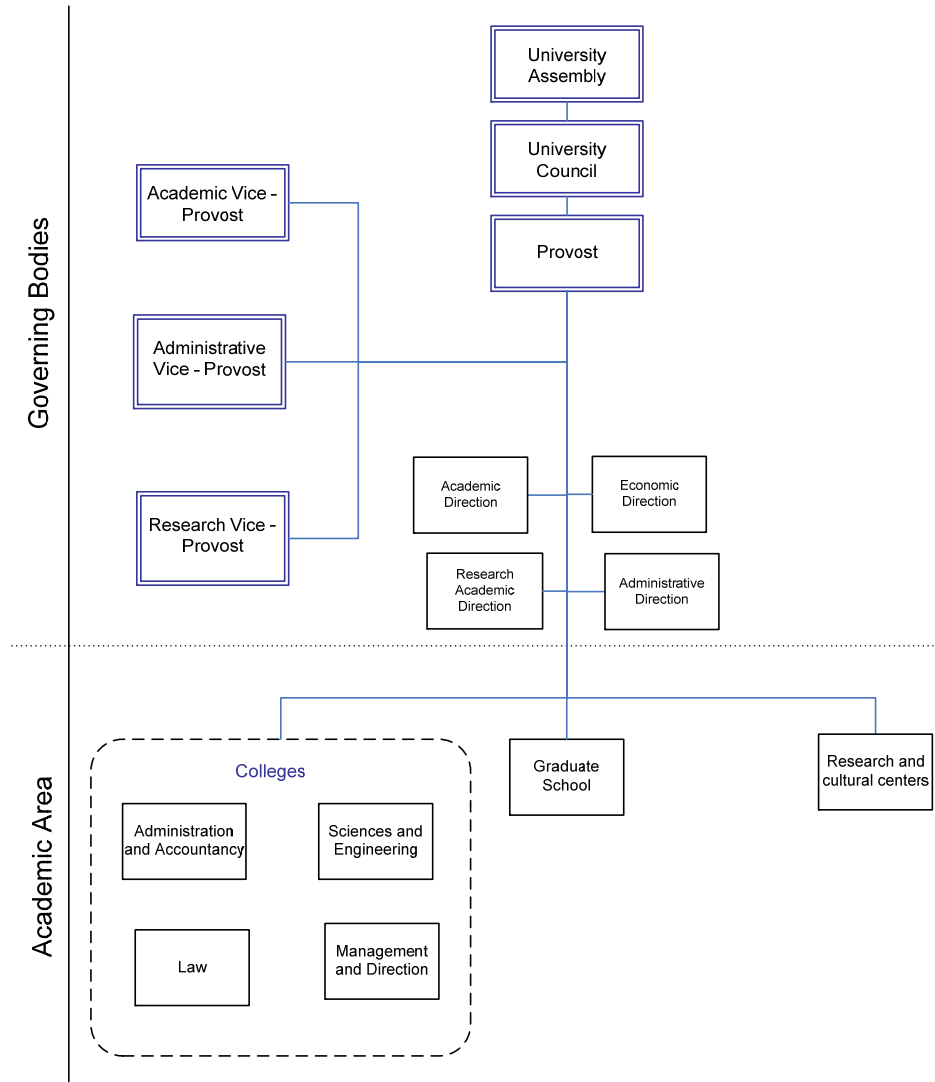 Governing Bodies
University
Assembly
University
Council
Provost
Academic Vice -
Provost
Administrative
Vice - Provost
Research Vice -
Provost
Academic
Direction
Economic
Direction
Research
Academic
Direction
Administrative
Direction
Academic Area
Colleges
Administration
and Accountancy
Sciences and
Engineering
Law
Management
and Direction
Graduate
School
Research and
cultural centers